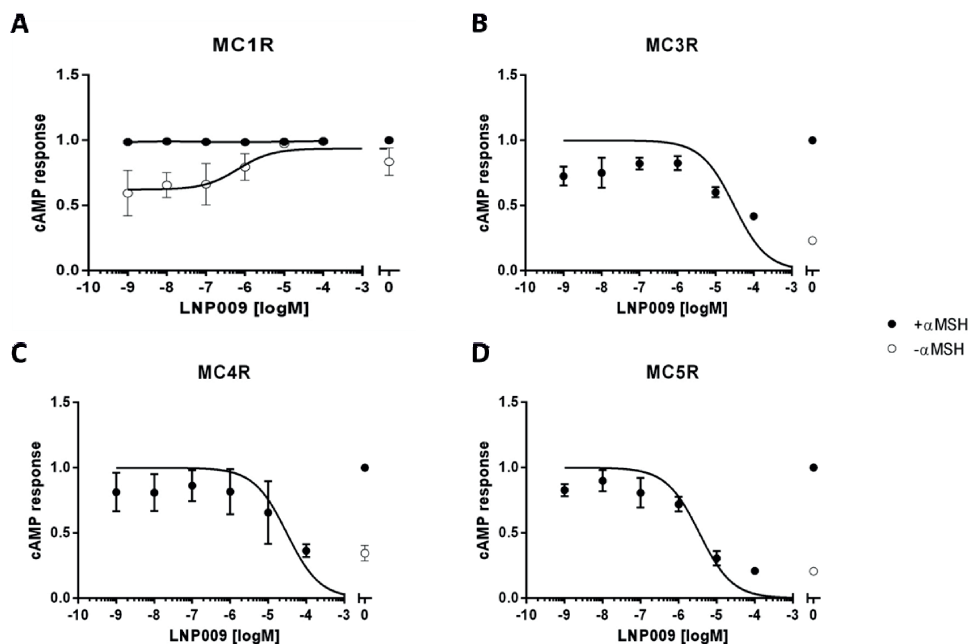 A
MC1R
1.5
1.0
0.5
0.0
cAMP response
-10 -9 -8 -7 -6 -5 -4 -3 0
LNP009 [logM]
B
MC3R
1.5
1.0
0.5
0.0
cAMP response
-10 -9 -8 -7 -6 -5 -4 -3 0
LNP009 [logM]
+αMSH
-αMSH
C
MC4R
1.5
1.0
0.5
0.0
cAMP response
-10 -9 -8 -7 -6 -5 -4 -3 0
LNP009 [logM]
D
MC5R
1.5
1.0
0.5
0.0
cAMP response
-10 -9 -8 -7 -6 -5 -4 -3 0
LNP009 [logM]